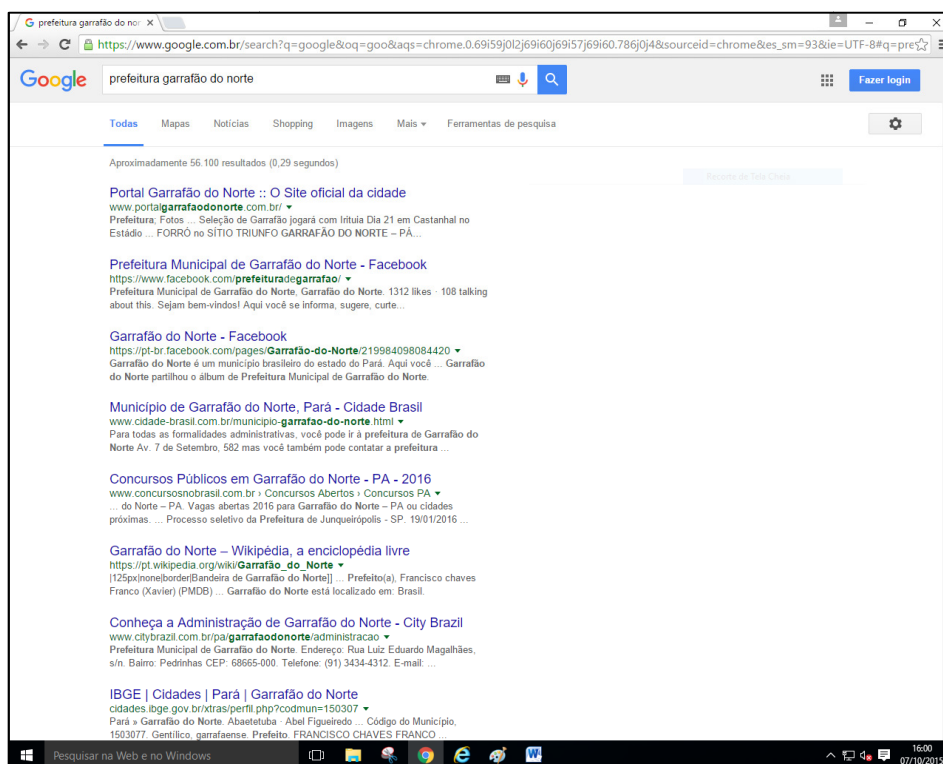 prefeitura garrafão do nor
https://www.google.com.br/search?q=google&oq=goo&aqs=chrome.0.69i59j0l2j69i60j69i57j69i60.786j0j4&sourceid=chrome&es_sm=93&ie=UTF-8#q=pre
Google
prefeitura garrafão do norte
Fazer login
Todas Mapas Notícias Shopping Imagens Mais Ferramentas de pesquisa
Aproximadamente 56.100 resultados (0,29 segundos)
Recorte de Tela Cheia
Portal Garrafão do Norte :: O Site oficial da cidade
www.portalgarrafaodonorte.com.br/
Prefeitura; Fotos ... Seleção de Garrafão jogará com Irituia Dia 21 em Castanhal no
Estádio ... FORRÓ no SÍTIO TRIUNFO GARRAFÃO DO NORTE – PÁ...
Prefeitura Municipal de Garrafão do Norte - Facebook
https://www.facebook.com/prefeituradegarrafao/
Prefeitura Municipal de Garrafão do Norte, Garrafão do Norte. 1312 likes · 108 talking
about this. Sejam bem-vindos! Aqui você se informa, sugere, curte...
Garrafão do Norte - Facebook
https://pt-br.facebook.com/pages/Garrafão-do-Norte/219984098084420
Garrafão do Norte é um município brasileiro do estado do Pará. Aqui você ... Garrafão
do Norte partilhou o álbum de Prefeitura Municipal de Garrafão do Norte.
Município de Garrafão do Norte, Pará - Cidade Brasil
www.cidade-brasil.com.br/municipio-garrafao-do-norte.html
Para todas as formalidades administrativas, você pode ir à prefeitura de Garrafão do
Norte Av. 7 de Setembro, 582 mas você também pode contatar a prefeitura ...
Concursos Públicos em Garrafão do Norte - PA - 2016
www.concursosnobrasil.com.br › Concursos Abertos › Concursos PA
... do Norte – PA. Vagas abertas 2016 para Garrafão do Norte – PA ou cidades
próximas. ... Processo seletivo da Prefeitura de Junqueirópolis - SP. 19/01/2016 ...
Garrafão do Norte – Wikipédia, a enciclopédia livre
https://pt.wikipedia.org/wiki/Garrafão_do_Norte
|125px|none|border|Bandeira de Garrafão do Norte]] ... Prefeito(a), Francisco chaves
Franco (Xavier) (PMDB) ... Garrafão do Norte está localizado em: Brasil.
Conheça a Administração de Garrafão do Norte - City Brazil
www.citybrazil.com.br/pa/garrafaodonorte/administracao
Prefeitura Municipal de Garrafão do Norte. Endereço: Rua Luiz Eduardo Magalhães,
s/n. Bairro: Pedrinhas CEP: 68665-000. Telefone: (91) 3434-4312. E-mail: ...
IBGE | Cidades | Pará | Garrafão do Norte
cidades.ibge.gov.br/xtras/perfil.php?codmun=150307
Pará » Garrafão do Norte. Abaetetuba · Abel Figueiredo ... Código do Município,
1503077. Gentílico, garrafaense. Prefeito. FRANCISCO CHAVES FRANCO ...
Pesquisar na Web e no Windows
16:00
07/10/2015